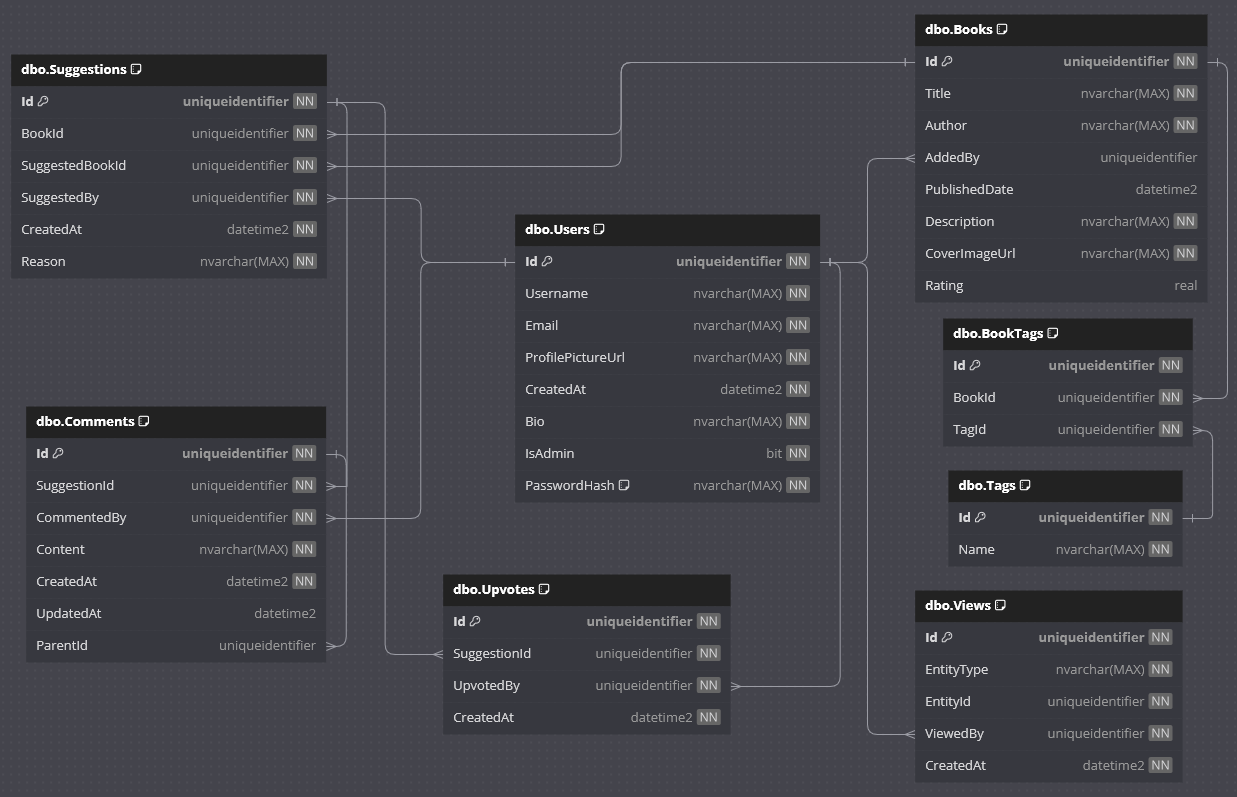 dbo.Suggestions
Id uniqueidentifier NN
BookId uniqueidentifier NN
SuggestedBookId uniqueidentifier NN
SuggestedBy uniqueidentifier NN
CreatedAt datetime2 NN
Reason nvarchar(MAX) NN
dbo.Comments
Id uniqueidentifier NN
SuggestionId uniqueidentifier NN
CommentedBy uniqueidentifier NN
Content nvarchar(MAX) NN
CreatedAt datetime2 NN
UpdatedAt datetime2
ParentId uniqueidentifier
dbo.Users
Id uniqueidentifier NN
Username nvarchar(MAX) NN
Email nvarchar(MAX) NN
ProfilePictureUrl nvarchar(MAX) NN
CreatedAt datetime2 NN
Bio nvarchar(MAX) NN
IsAdmin bit NN
PasswordHash nvarchar(MAX) NN
dbo.Upvotes
Id uniqueidentifier NN
SuggestionId uniqueidentifier NN
UpvotedBy uniqueidentifier NN
CreatedAt datetime2 NN
dbo.Books
Id uniqueidentifier NN
Title nvarchar(MAX) NN
Author nvarchar(MAX) NN
AddedBy uniqueidentifier
PublishedDate datetime2
Description nvarchar(MAX) NN
CoverImageUrl nvarchar(MAX) NN
Rating real
dbo.BookTags
Id uniqueidentifier NN
BookId uniqueidentifier NN
TagId uniqueidentifier NN
dbo.Tags
Id uniqueidentifier NN
Name nvarchar(MAX) NN
dbo.Views
Id uniqueidentifier NN
EntityType nvarchar(MAX) NN
EntityId uniqueidentifier NN
ViewedBy uniqueidentifier NN
CreatedAt datetime2 NN